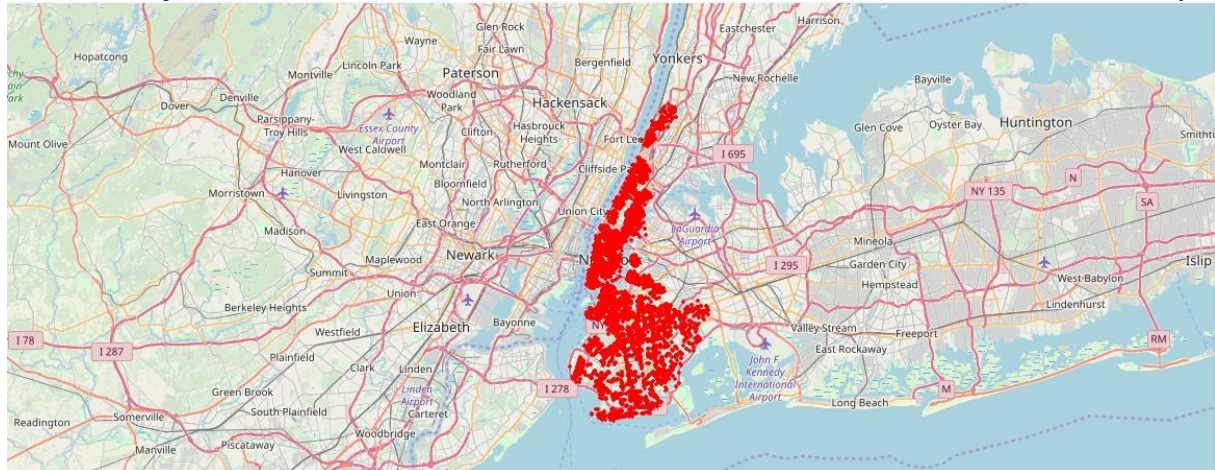 Harrison
Eastchester
Glen Rock
Hopatcong
Wayne
Fair Lawn
Bergenfield
Yonkers
Lincoln Park
Montville
Paterson
New Rochelle
Bayville
Denville
Woodland
Park
Dover
Hackensack
Parsippany-
Troy Hills
Essex County
Airport
Clifton
Hasbrouck
Heights
Glen Cove
Oyster Bay
Huntington
Smithto
Mount Olive
West Caldwell
Fort Lee
I 695
Hanover
Montclair
Rutherford
Cliffside Pa
N
Morristown
Livingston
Bloomfield
NY 135
North Arlington
SA
Union City
East Orange
LaGuardia
Airport
Madison
Mineola
Newark
N
Maplewood
Garden City
I 295
Islip
Summit
Hempstead
West Babylon
Union
Berkeley Heights
Lindenhurst
Elizabeth
Bayonne
NY
Valley Stream
Freeport
Westfield
I 78
I 287
East Rockaway
RM
Plainfield
Clark
Linden
John F.
Kennedy
International
Airport
I 278
M
Green Brook
Linden
Airport
Long Beach
South Plainfield
Carteret
Readington
Somerville
Woodbridge
Piscataway
Manville